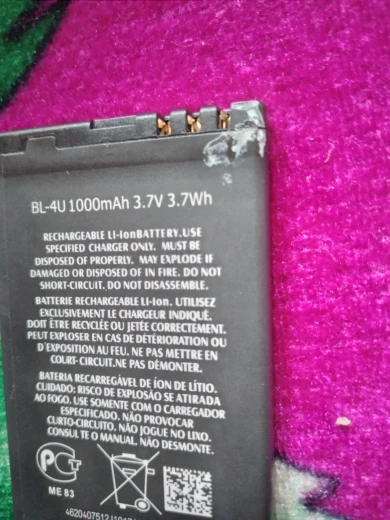 BL-4U 1000mAh 3.7V 3.7Wh
RECHARGEABLE Li-IonBATTERY.USE
SPECIFIED CHARGER ONLY. MUST BE
DISPOSED OF PROPERLY. MAY EXPLODE IF
DAMAGED OR DISPOSED OF IN FIRE. DO NOT
SHORT-CIRCUIT. DO NOT DISASSEMBLE.
BATTERIE RECHARGEABLE Li-Ion. UTILISEZ
EXCLUSIVEMENT LE CHARGEUR INDIQUÉ.
DOIT ÊTRE RECYCLÉE OU JETÉE CORRECTEMENT.
PEUT EXPLOSER EN CAS DE DÉTÉRIORATION OU
D'EXPOSITION AU FEU. NE PAS METTRE EN
COURT- CIRCUIT.NE PAS DÉMONTER.
BATERIA RECARREGÁVEL DE ÍON DE LÍTIO.
CUIDADO: RISCO DE EXPLOSÃO SE ATIRADA
AO FOGO. USE SOMENTE COM O CARREGADOR
ESPECIFICADO. NÃO PROVOCAR
CURTO-CIRCUITO. NÃO JOGUE NO LIXO.
CONSUL TE O MANUAL. NÃO DESMONTE.
PCT
ME 83